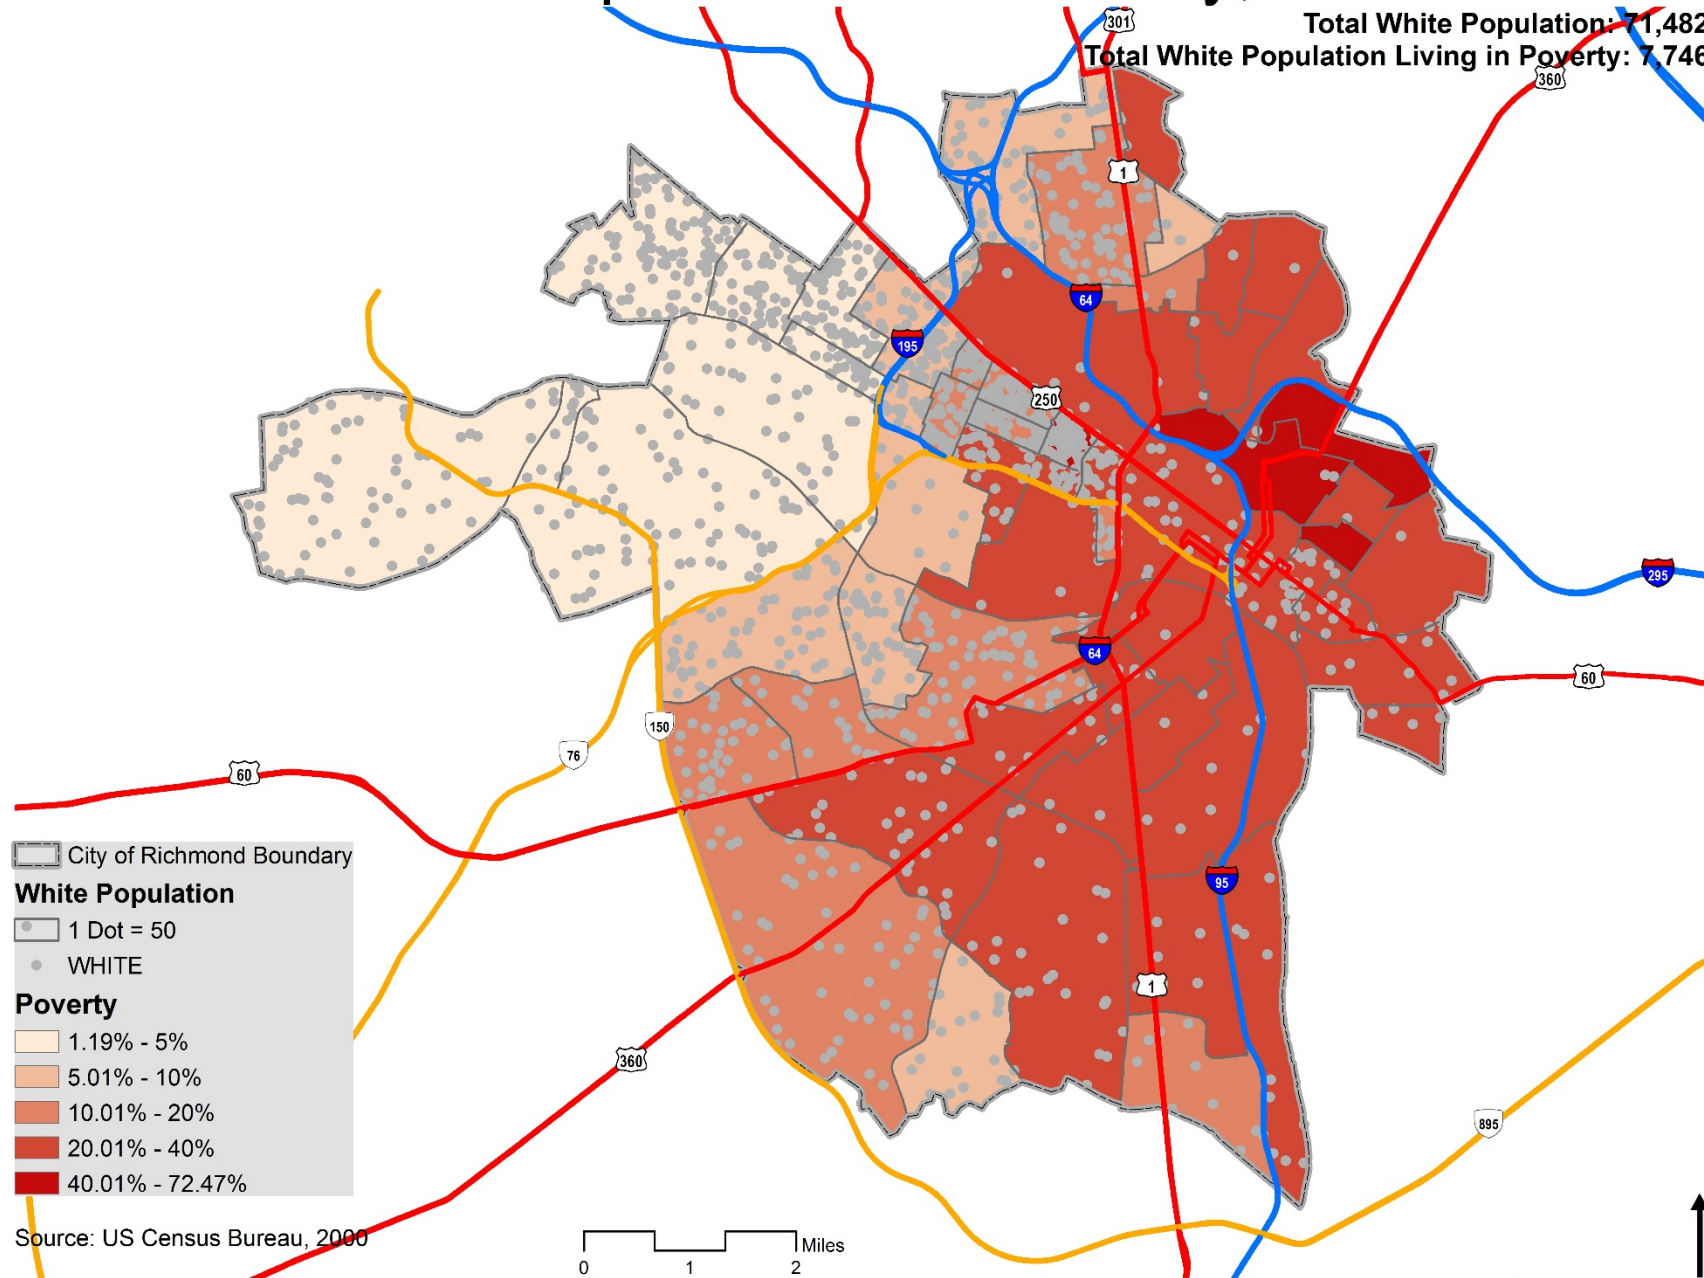 Total White Population: 71,482
Total White Population Living in Poverty: 7,746
301
360
1
64
195
250
295
64
60
150
76
60
95
1
360
895
City of Richmond Boundary
White Population
1 Dot = 50
WHITE
Poverty
1.19% - 5%
5.01% - 10%
10.01% - 20%
20.01% - 40%
40.01% - 72.47%
Source: US Census Bureau, 2000
Miles
0 1 2